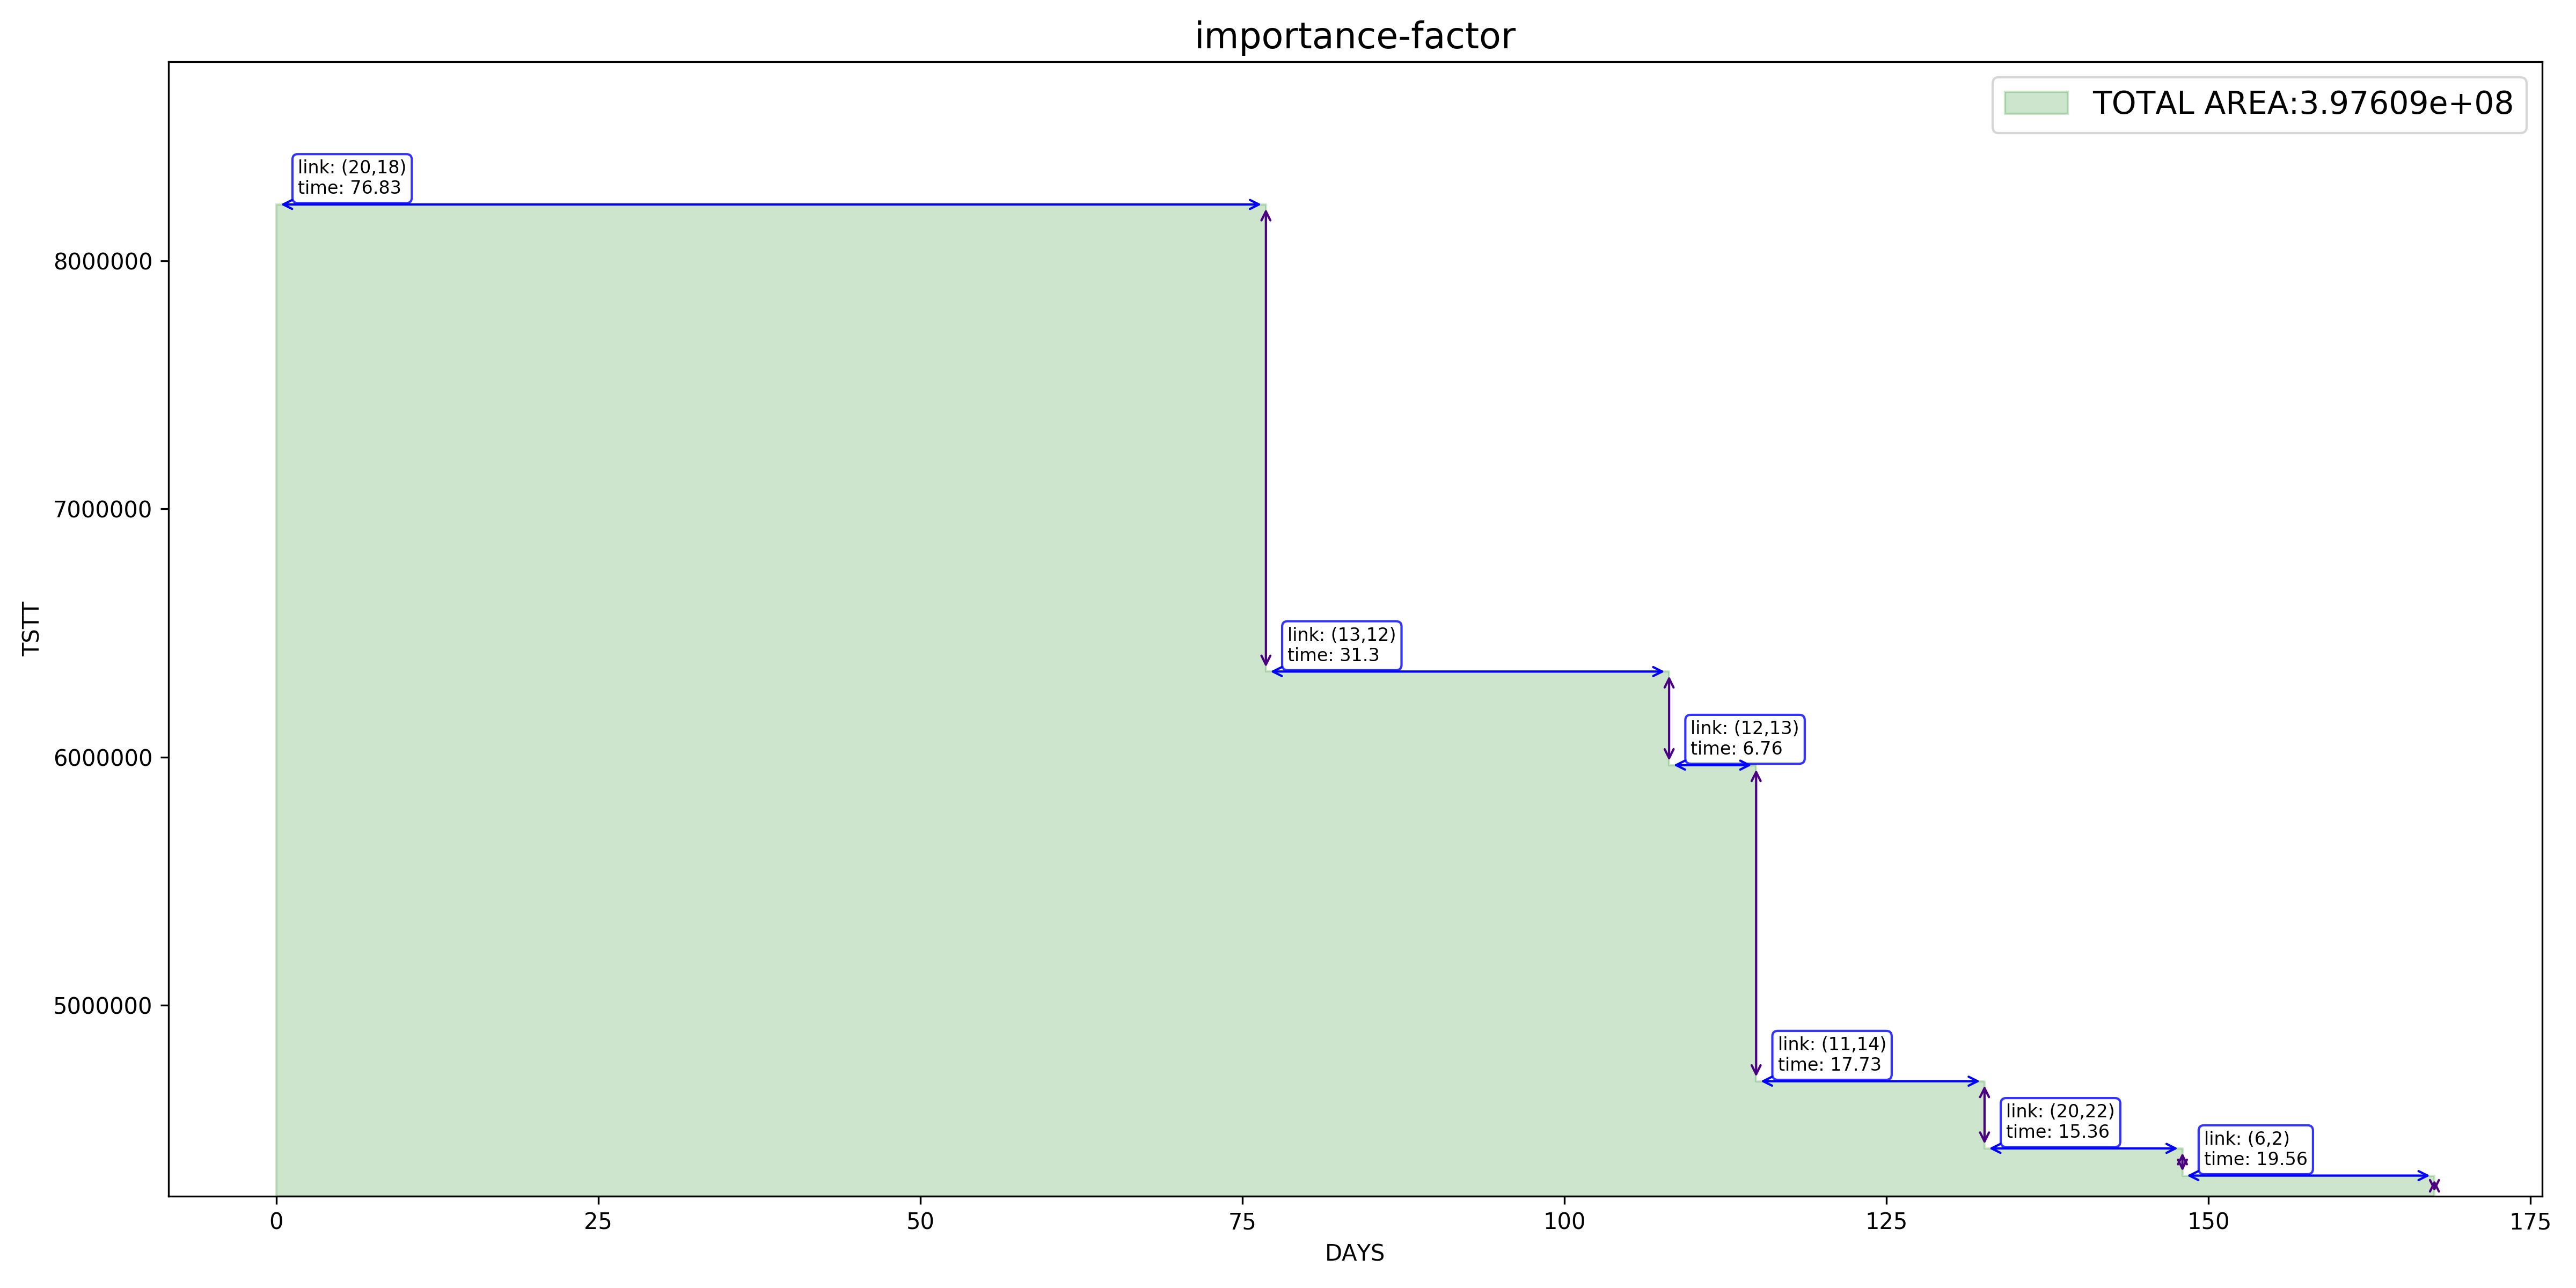 importance-factor
TOTAL AREA:3.97609e+08
link: (20,18)
time: 76.83
8000000
7000000
link: (13,12)
time: 31.3
TSTT
link: (12,13)
time: 6.76
6000000
5000000
link: (11,14)
time: 17.73
link: (20,22)
time: 15.36
link: (6,2)
time: 19.56
0
25
50
75
100
125
150
175
DAYS